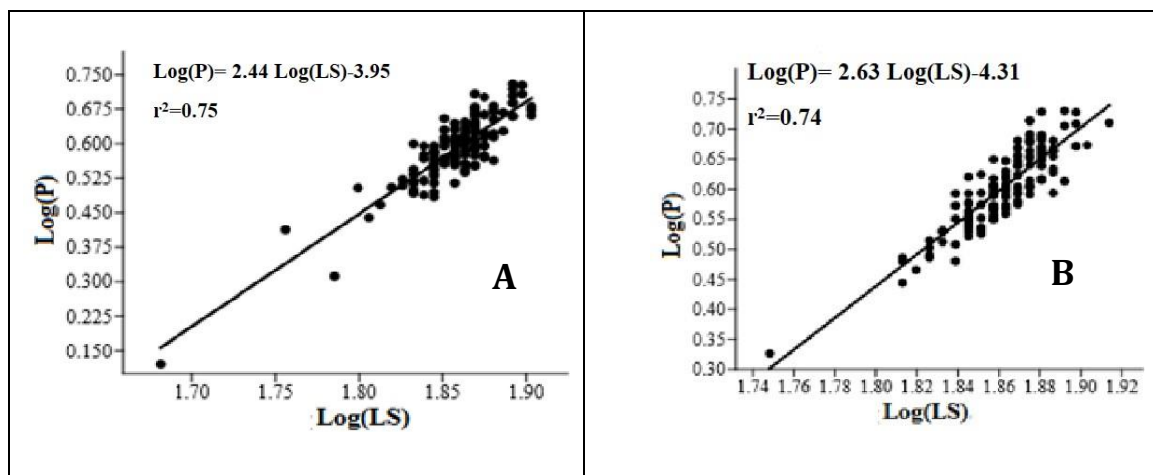 Log(P)= 2.44 Log(LS)-3.95
r²=0.75
0.750
0.675
0.600
0.525
0.450
0.375
0.300
0.225
0.150
Log(P)
A
1.70 1.80 1.85 1.90
Log(LS)
Log(P)= 2.63 Log(LS)-4.31
r²=0.74
0.75
0.70
0.65
0.60
0.55
0.50
0.45
0.40
0.35
0.30
Log(P)
B
1.74 1.76 1.78 1.80 1.82 1.84 1.86 1.88 1.90 1.92
Log(LS)